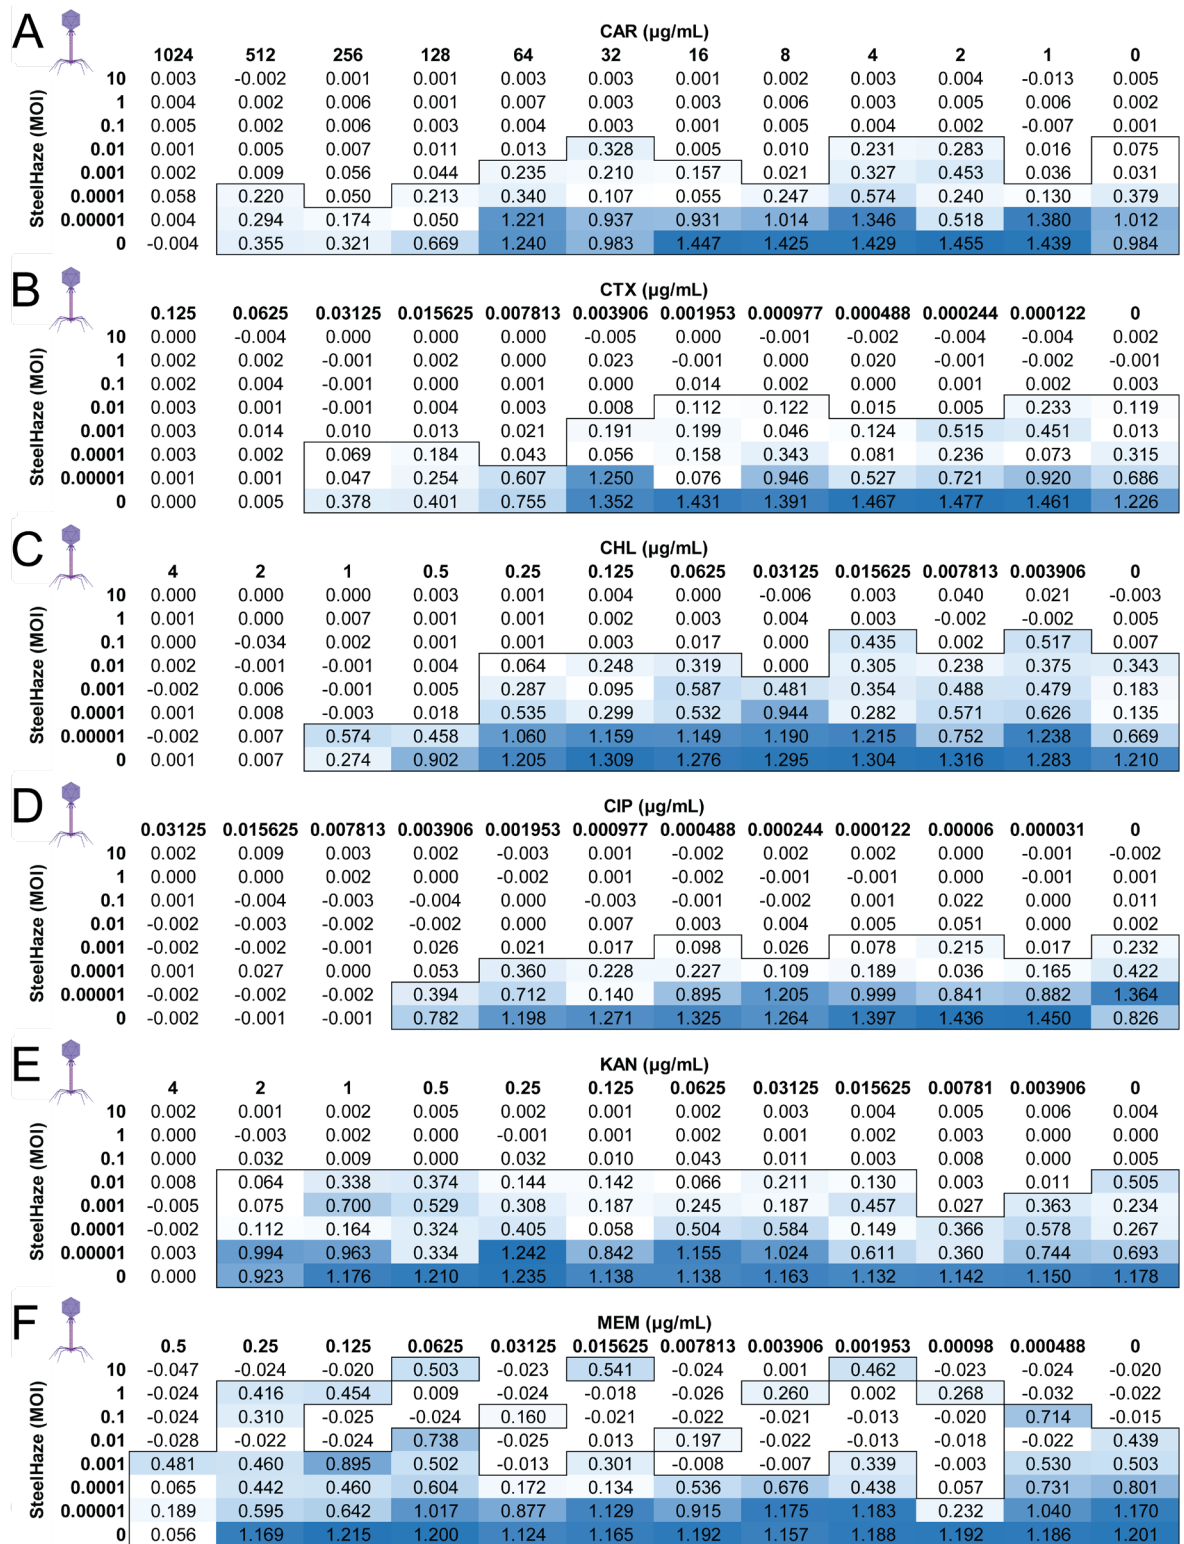 A
CAR (µg/mL)
1024 512 256 128 64 32 16 8 4 2 1 0
SteelHaze (MOI)
10 0.003 -0.002 0.001 0.001 0.003 0.003 0.001 0.002 0.003 0.004 -0.013 0.005
1 0.004 0.002 0.006 0.001 0.007 0.003 0.003 0.006 0.003 0.005 0.006 0.002
0.1 0.005 0.002 0.006 0.003 0.004 0.003 0.001 0.005 0.004 0.002 -0.007 0.001
0.01 0.001 0.005 0.007 0.011 0.013 0.328 0.005 0.010 0.231 0.283 0.016 0.075
0.001 0.002 0.009 0.056 0.044 0.235 0.210 0.157 0.021 0.327 0.453 0.036 0.031
0.0001 0.058 0.220 0.050 0.213 0.340 0.107 0.055 0.247 0.574 0.240 0.130 0.379
0.00001 0.004 0.294 0.174 0.050 1.221 0.937 0.931 1.014 1.346 0.518 1.380 1.012
0 -0.004 0.355 0.321 0.669 1.240 0.983 1.447 1.425 1.429 1.455 1.439 0.984
B
CTX (µg/mL)
0.125 0.0625 0.03125 0.015625 0.007813 0.003906 0.001953 0.000977 0.000488 0.000244 0.000122 0
SteelHaze (MOI)
10 0.000 -0.004 0.000 0.000 0.000 -0.005 0.000 -0.001 -0.002 -0.004 -0.004 0.002
1 0.002 0.002 -0.001 0.002 0.000 0.023 -0.001 0.000 0.020 -0.001 -0.002 -0.001
0.1 0.002 0.004 -0.001 0.000 0.001 0.000 0.014 0.002 0.000 0.001 0.002 0.003
0.01 0.003 0.001 -0.001 0.004 0.003 0.008 0.112 0.122 0.015 0.005 0.233 0.119
0.001 0.003 0.014 0.010 0.013 0.021 0.191 0.199 0.046 0.124 0.515 0.451 0.013
0.0001 0.003 0.002 0.069 0.184 0.043 0.056 0.158 0.343 0.081 0.236 0.073 0.315
0.00001 0.001 0.001 0.047 0.254 0.607 1.250 0.076 0.946 0.527 0.721 0.920 0.686
0 0.000 0.005 0.378 0.401 0.755 1.352 1.431 1.391 1.467 1.477 1.461 1.226
C
CHL (µg/mL)
4 2 1 0.5 0.25 0.125 0.0625 0.03125 0.015625 0.007813 0.003906 0
SteelHaze (MOI)
10 0.000 0.000 0.000 0.003 0.001 0.004 0.000 -0.006 0.003 0.040 0.021 -0.003
1 0.001 0.000 0.007 0.001 0.001 0.002 0.003 0.004 0.003 -0.002 -0.002 0.005
0.1 0.000 -0.034 0.002 0.001 0.001 0.003 0.017 0.000 0.435 0.002 0.517 0.007
0.01 0.002 -0.001 -0.001 0.004 0.064 0.248 0.319 0.000 0.305 0.238 0.375 0.343
0.001 -0.002 0.006 -0.001 0.005 0.287 0.095 0.587 0.481 0.354 0.488 0.479 0.183
0.0001 0.001 0.008 -0.003 0.018 0.535 0.299 0.532 0.944 0.282 0.571 0.626 0.135
0.00001 -0.002 0.007 0.574 0.458 1.060 1.159 1.149 1.190 1.215 0.752 1.238 0.669
0 0.001 0.007 0.274 0.902 1.205 1.309 1.276 1.295 1.304 1.316 1.283 1.210
D
CIP (µg/mL)
0.03125 0.015625 0.007813 0.003906 0.001953 0.000977 0.000488 0.000244 0.000122 0.00006 0.000031 0
SteelHaze (MOI)
10 0.002 0.009 0.003 0.002 -0.003 0.001 -0.002 0.002 0.002 0.000 -0.001 -0.002
1 0.000 0.000 0.002 0.000 -0.002 0.001 -0.002 -0.001 -0.001 0.000 -0.001 0.001
0.1 0.001 -0.004 -0.003 -0.004 0.000 -0.003 -0.001 -0.002 0.001 0.022 0.000 0.011
0.01 -0.002 -0.003 -0.002 -0.002 0.000 0.007 0.003 0.004 0.005 0.051 0.000 0.002
0.001 -0.002 -0.002 -0.001 0.026 0.021 0.017 0.098 0.026 0.078 0.215 0.017 0.232
0.0001 0.001 0.027 0.000 0.053 0.360 0.228 0.227 0.109 0.189 0.036 0.165 0.422
0.00001 -0.002 -0.002 -0.002 0.394 0.712 0.140 0.895 1.205 0.999 0.841 0.882 1.364
0 -0.002 -0.001 -0.001 0.782 1.198 1.271 1.325 1.264 1.397 1.436 1.450 0.826
E
KAN (µg/mL)
4 2 1 0.5 0.25 0.125 0.0625 0.03125 0.015625 0.00781 0.003906 0
SteelHaze (MOI)
10 0.002 0.001 0.002 0.005 0.002 0.001 0.002 0.003 0.004 0.005 0.006 0.004
1 0.000 -0.003 0.002 0.000 -0.001 0.001 0.002 0.001 0.002 0.003 0.000 0.000
0.1 0.000 0.032 0.009 0.000 0.032 0.010 0.043 0.011 0.003 0.008 0.000 0.005
0.01 0.008 0.064 0.338 0.374 0.144 0.142 0.066 0.211 0.130 0.003 0.011 0.505
0.001 -0.005 0.075 0.700 0.529 0.308 0.187 0.245 0.187 0.457 0.027 0.363 0.234
0.0001 -0.002 0.112 0.164 0.324 0.405 0.058 0.504 0.584 0.149 0.366 0.578 0.267
0.00001 0.003 0.994 0.963 0.334 1.242 0.842 1.155 1.024 0.611 0.360 0.744 0.693
0 0.000 0.923 1.176 1.210 1.235 1.138 1.138 1.163 1.132 1.142 1.150 1.178
F
MEM (µg/mL)
0.5 0.25 0.125 0.0625 0.03125 0.015625 0.007813 0.003906 0.001953 0.00098 0.000488 0
SteelHaze (MOI)
10 -0.047 -0.024 -0.020 0.503 -0.023 0.541 -0.024 0.001 0.462 -0.023 -0.024 -0.020
1 -0.024 0.416 0.454 0.009 -0.024 -0.018 -0.026 0.260 0.002 0.268 -0.032 -0.022
0.1 -0.024 0.310 -0.025 -0.024 0.160 -0.021 -0.022 -0.021 -0.013 -0.020 0.714 -0.015
0.01 -0.028 -0.022 -0.024 0.738 -0.025 0.013 0.197 -0.022 -0.013 -0.018 -0.022 0.439
0.001 0.481 0.460 0.895 0.502 -0.013 0.301 -0.008 -0.007 0.339 -0.003 0.530 0.503
0.0001 0.065 0.442 0.460 0.604 0.172 0.134 0.536 0.676 0.438 0.057 0.731 0.801
0.00001 0.189 0.595 0.642 1.017 0.877 1.129 0.915 1.175 1.183 0.232 1.040 1.170
0 0.056 1.169 1.215 1.200 1.124 1.165 1.192 1.157 1.188 1.192 1.186 1.201